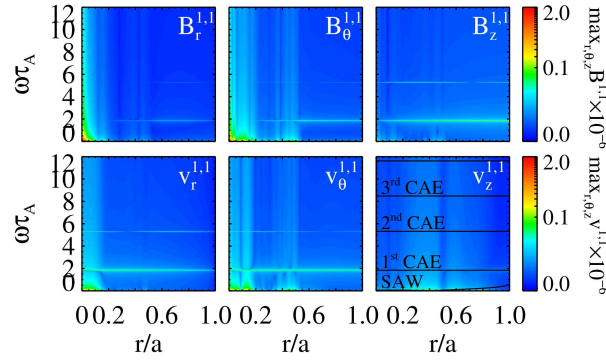 12
10
8
6
4
2
0
ωτ_A
B_r^{1,1}
B_θ^{1,1}
B_z^{1,1}
2.0
1.0
0.0
max_{r,θ,z}B^{1,1}×10^{-6}
12
10
8
6
4
2
0
ωτ_A
v_r^{1,1}
v_θ^{1,1}
v_z^{1,1}
3rd CAE
2nd CAE
1st CAE
SAW
2.0
1.0
0.0
max_{r,θ,z}v^{1,1}×10^{-6}
0 0.2 0.6 1.0
0.2 0.6 1.0
0.2 0.6 1.0
r/a
r/a
r/a